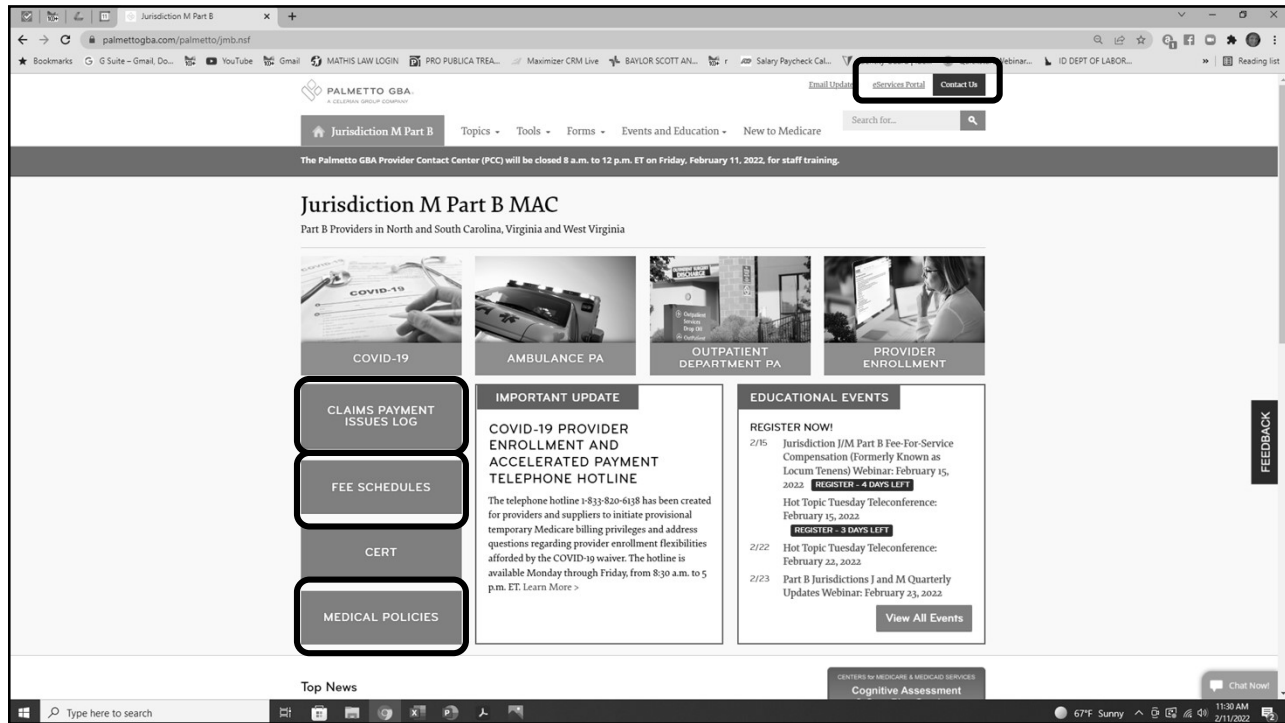 Jurisdiction M Part B
palmettogba.com/palmetto/jmb.nsf
Bookmarks G Suite – Gmail, Do... YouTube Gmail MATHIS LAW LOGIN PRO PUBLICA TREA... Maximizer CRM Live BAYLOR SCOTT AN... r Salary Paycheck Cal... ID DEPT OF LABOR... » Reading list
PALMETTO GBA.
A CELERIAN GROUP COMPANY
eServices Portal Contact Us
Jurisdiction M Part B Topics Tools Forms Events and Education New to Medicare
Search for...
The Palmetto GBA Provider Contact Center (PCC) will be closed 8 a.m. to 12 p.m. ET on Friday, February 11, 2022, for staff training.
Jurisdiction M Part B MAC
Part B Providers in North and South Carolina, Virginia and West Virginia
COVID-19
OUTPATIENT SURGERY
DISCHARGE
Outpatient
Services
Drop Off
COVID-19
AMBULANCE PA
OUTPATIENT
DEPARTMENT PA
PROVIDER
ENROLLMENT
CLAIMS PAYMENT
ISSUES LOG
FEE SCHEDULES
CERT
MEDICAL POLICIES
IMPORTANT UPDATE
COVID-19 PROVIDER
ENROLLMENT AND
ACCELERATED PAYMENT
TELEPHONE HOTLINE
The telephone hotline 1-833-820-6138 has been created
for providers and suppliers to initiate provisional
temporary Medicare billing privileges and address
questions regarding provider enrollment flexibilities
afforded by the COVID-19 waiver. The hotline is
available Monday through Friday, from 8:30 a.m. to 5
p.m. ET. Learn More >
EDUCATIONAL EVENTS
REGISTER NOW!
2/15 Jurisdiction J/M Part B Fee-For-Service
Compensation (Formerly Known as
Locum Tenens) Webinar: February 15,
2022 REGISTER - 4 DAYS LEFT
Hot Topic Tuesday Teleconference:
February 15, 2022
REGISTER - 3 DAYS LEFT
2/22 Hot Topic Tuesday Teleconference:
February 22, 2022
2/23 Part B Jurisdictions J and M Quarterly
Updates Webinar: February 23, 2022
View All Events
FEEDBACK
Top News
CENTERS for MEDICARE & MEDICAID SERVICES
Cognitive Assessment
Chat Now!
Type here to search
67°F Sunny
11:30 AM
2/11/2022